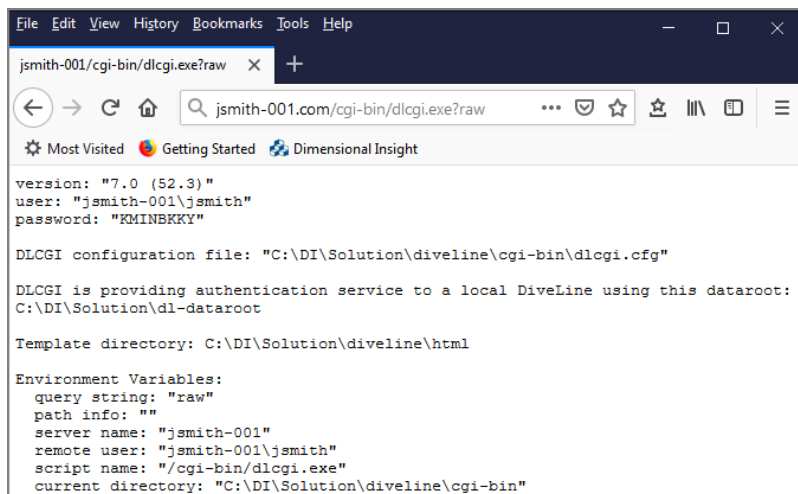 File Edit View History Bookmarks Tools Help
jsmith-001/cgi-bin/dlcgi.exe?raw
jsmith-001.com/cgi-bin/dlcgi.exe?raw
Most Visited Getting Started Dimensional Insight
version: "7.0 (52.3)"
user: "jsmith-001\jsmith"
password: "KMINBKKY"
DLCGI configuration file: "C:\DI\Solution\diveline\cgi-bin\dlcgi.cfg"
DLCGI is providing authentication service to a local DiveLine using this dataroot:
C:\DI\Solution\dl-dataroot
Template directory: C:\DI\Solution\diveline\html
Environment Variables:
query string: "raw"
path info: ""
server name: "jsmith-001"
remote user: "jsmith-001\jsmith"
script name: "/cgi-bin/dlcgi.exe"
current directory: "C:\DI\Solution\diveline\cgi-bin"